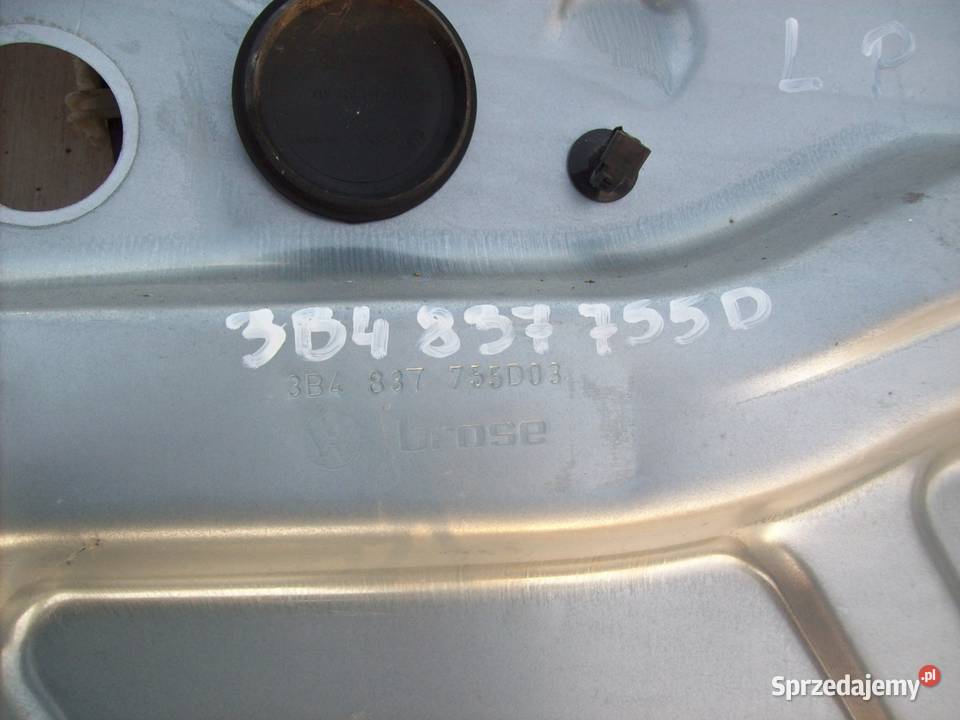 L.P
3B4 837 755D
3B4 837 755D03
brose
Sprzedajemy.pl